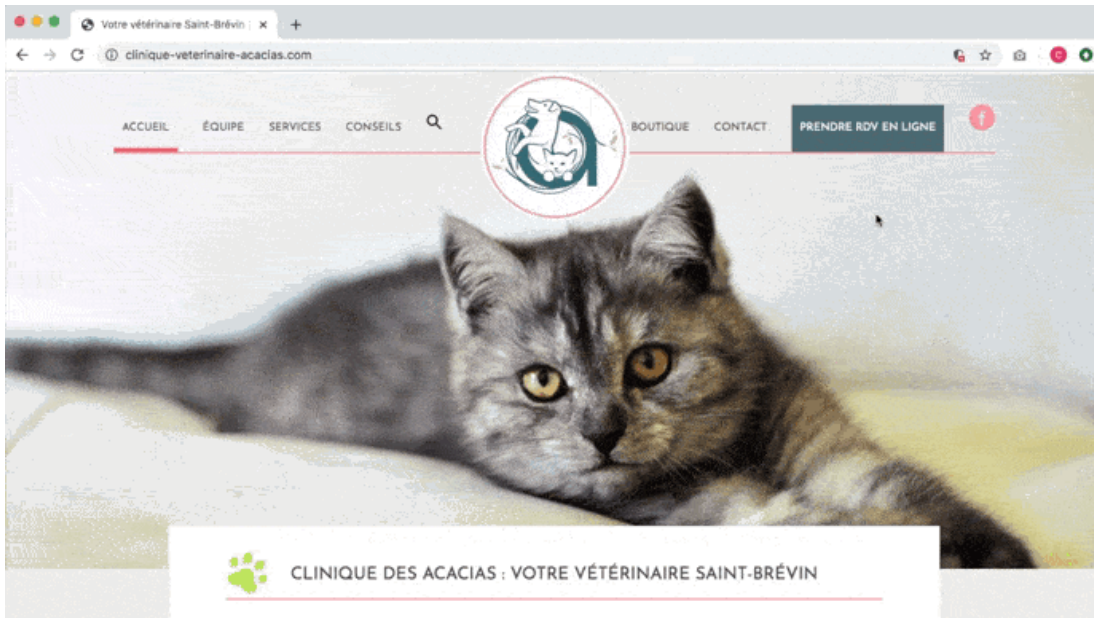 Votre vétérinaire Saint-Brévin
clinique-veterinaire-acacias.com
ACCUEIL ÉQUIPE SERVICES CONSEILS BOUTIQUE CONTACT PRENDRE RDV EN LIGNE f
CLINIQUE DES ACACIAS : VOTRE VÉTÉRINAIRE SAINT-BRÉVIN